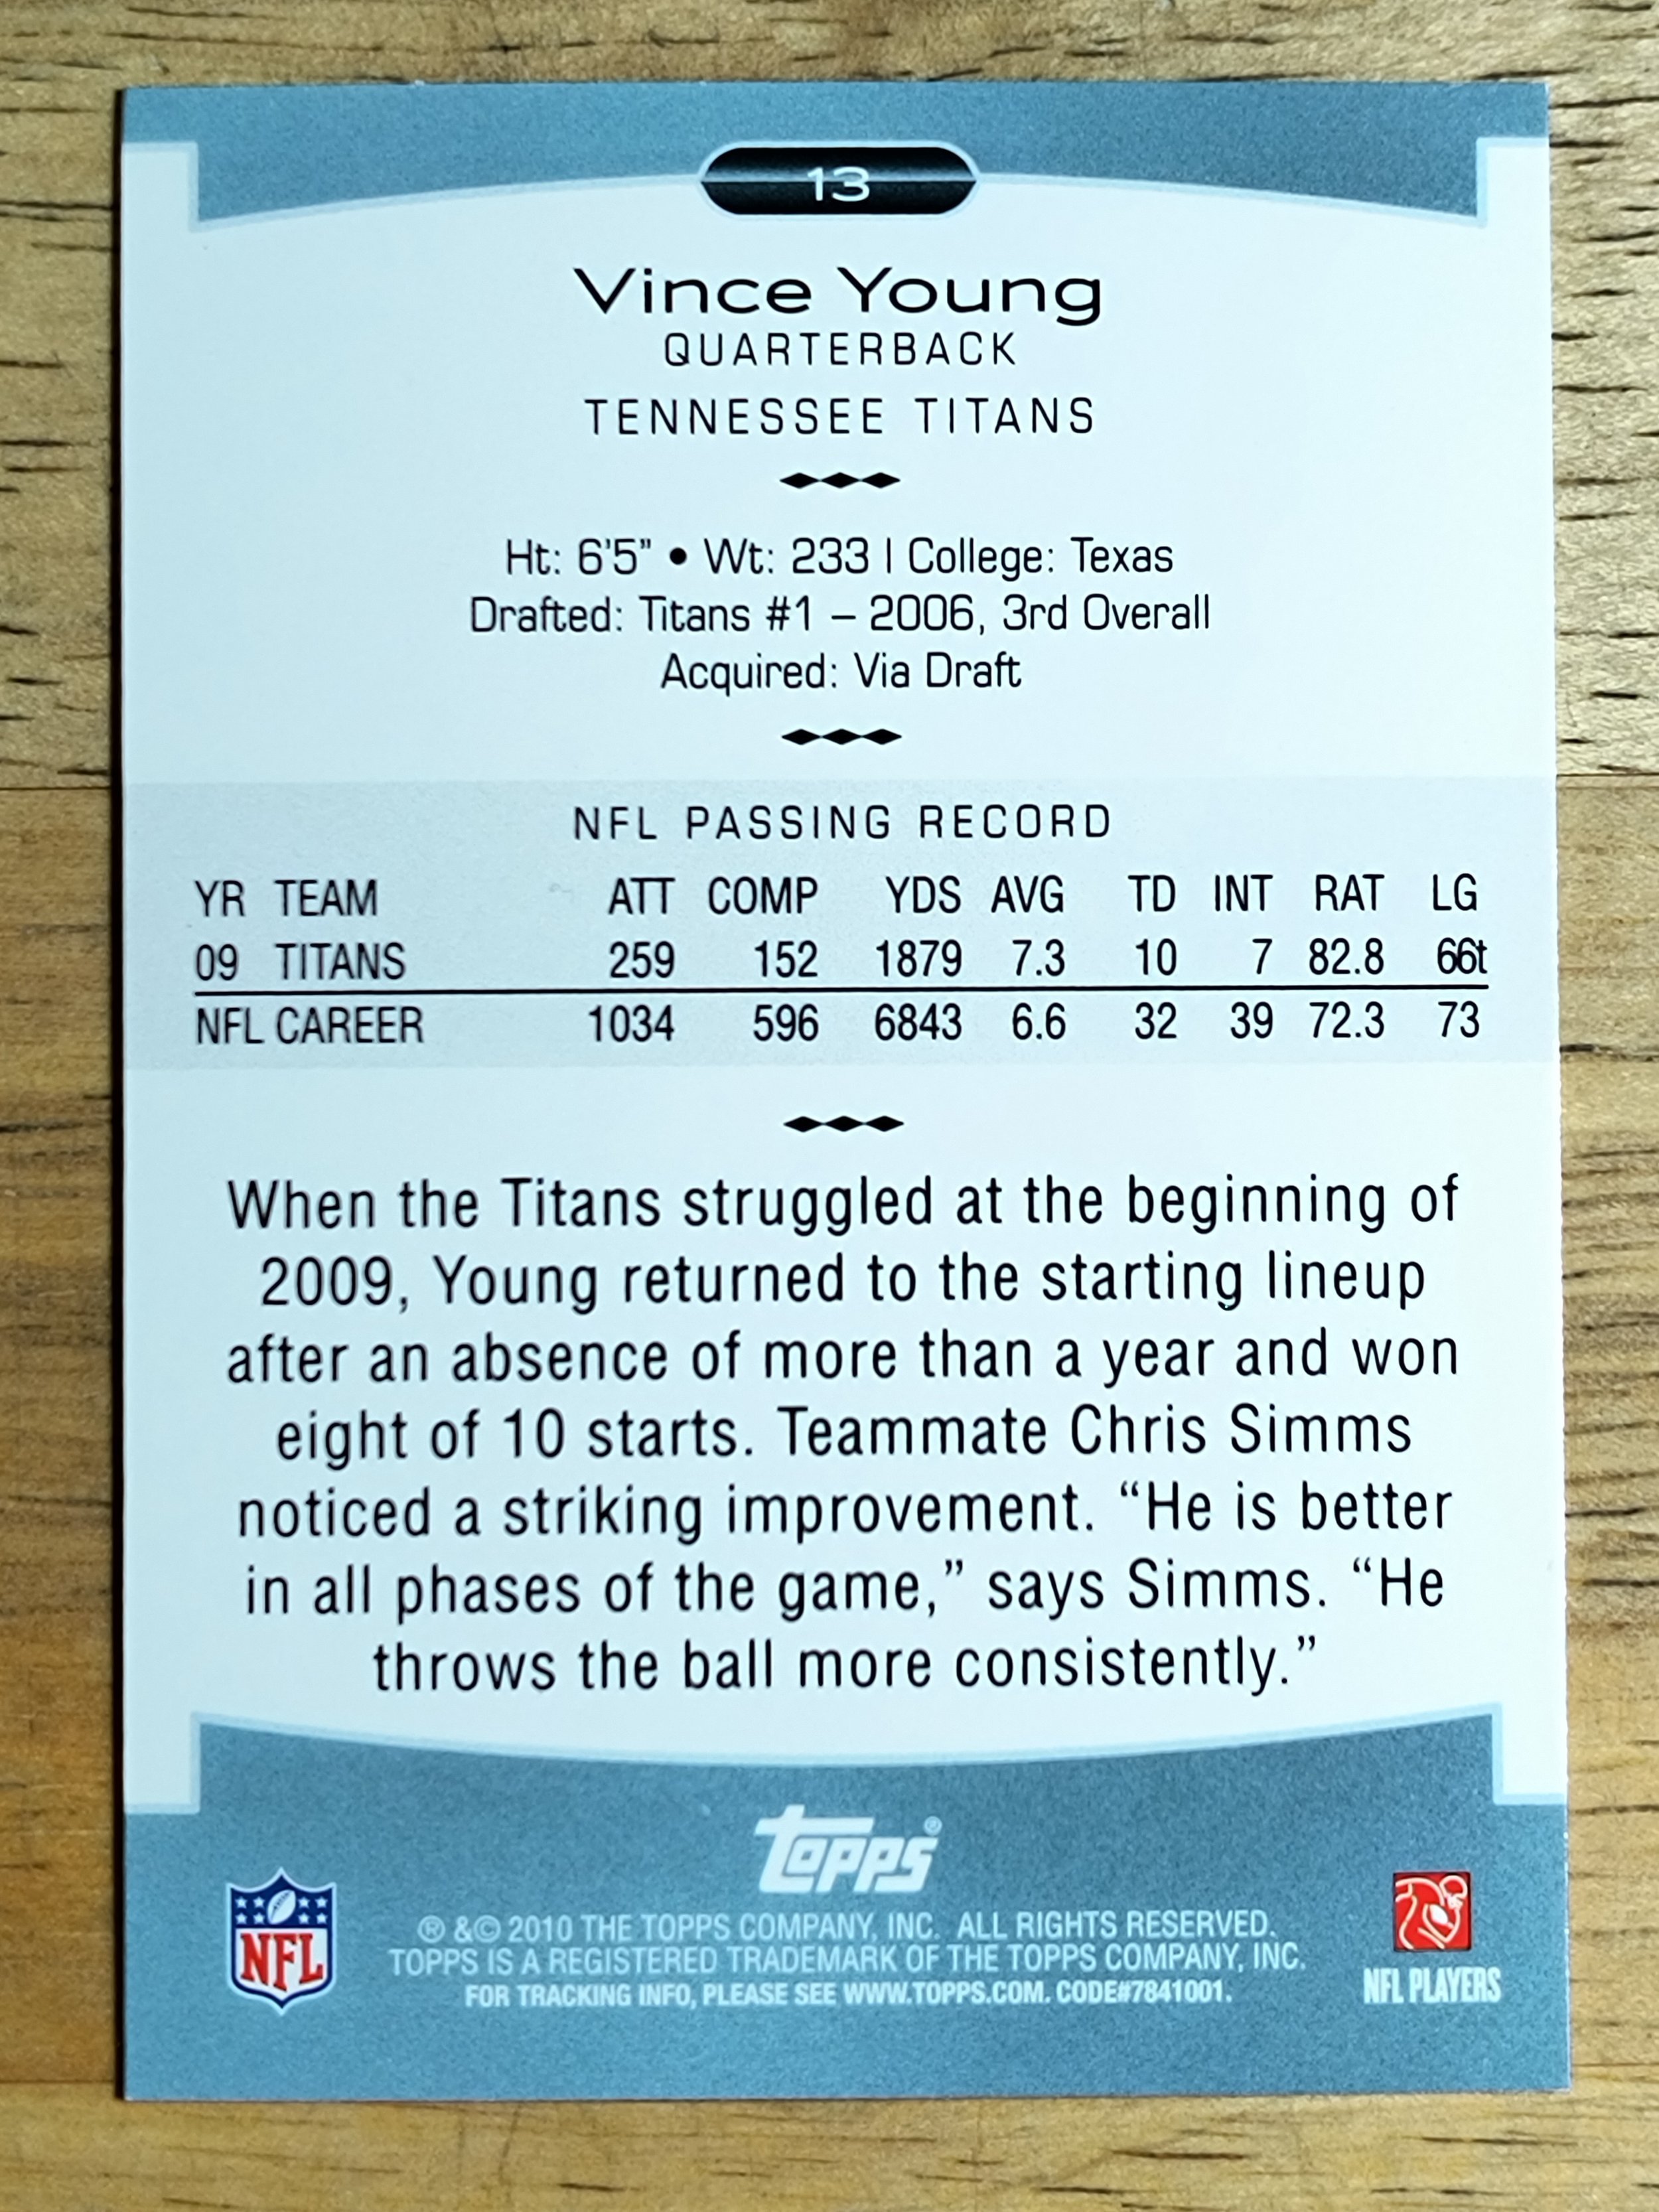 13
Vince Young
QUARTERBACK
TENNESSEE TITANS
Ht: 6'5" • Wt: 233 | College: Texas
Drafted: Titans #1 – 2006, 3rd Overall
Acquired: Via Draft
NFL PASSING RECORD
YR TEAM ATT COMP YDS AVG TD INT RAT LG
09 TITANS 259 152 1879 7.3 10 7 82.8 66t
NFL CAREER 1034 596 6843 6.6 32 39 72.3 73
When the Titans struggled at the beginning of
2009, Young returned to the starting lineup
after an absence of more than a year and won
eight of 10 starts. Teammate Chris Simms
noticed a striking improvement. “He is better
in all phases of the game,” says Simms. “He
throws the ball more consistently.”
topps®
® &© 2010 THE TOPPS COMPANY, INC. ALL RIGHTS RESERVED.
TOPPS IS A REGISTERED TRADEMARK OF THE TOPPS COMPANY, INC.
FOR TRACKING INFO, PLEASE SEE WWW.TOPPS.COM. CODE#7841001.
NFL
NFL PLAYERS